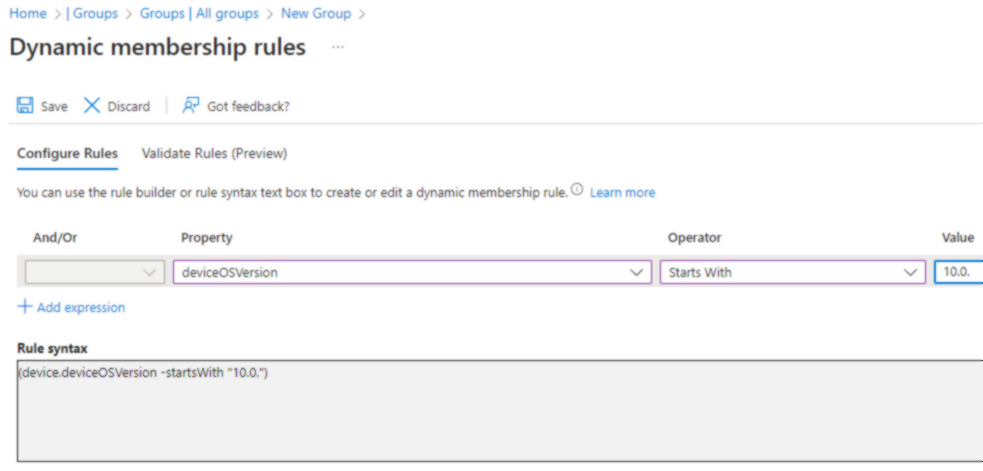 Home > | Groups > Groups | All groups > New Group >
Dynamic membership rules ...
Save Discard Got feedback?
Configure Rules Validate Rules (Preview)
You can use the rule builder or rule syntax text box to create or edit a dynamic membership rule. Learn more
And/Or Property Operator Value
deviceOSVersion Starts With 10.0.
+ Add expression
Rule syntax
(device.deviceOSVersion -startsWith "10.0.")